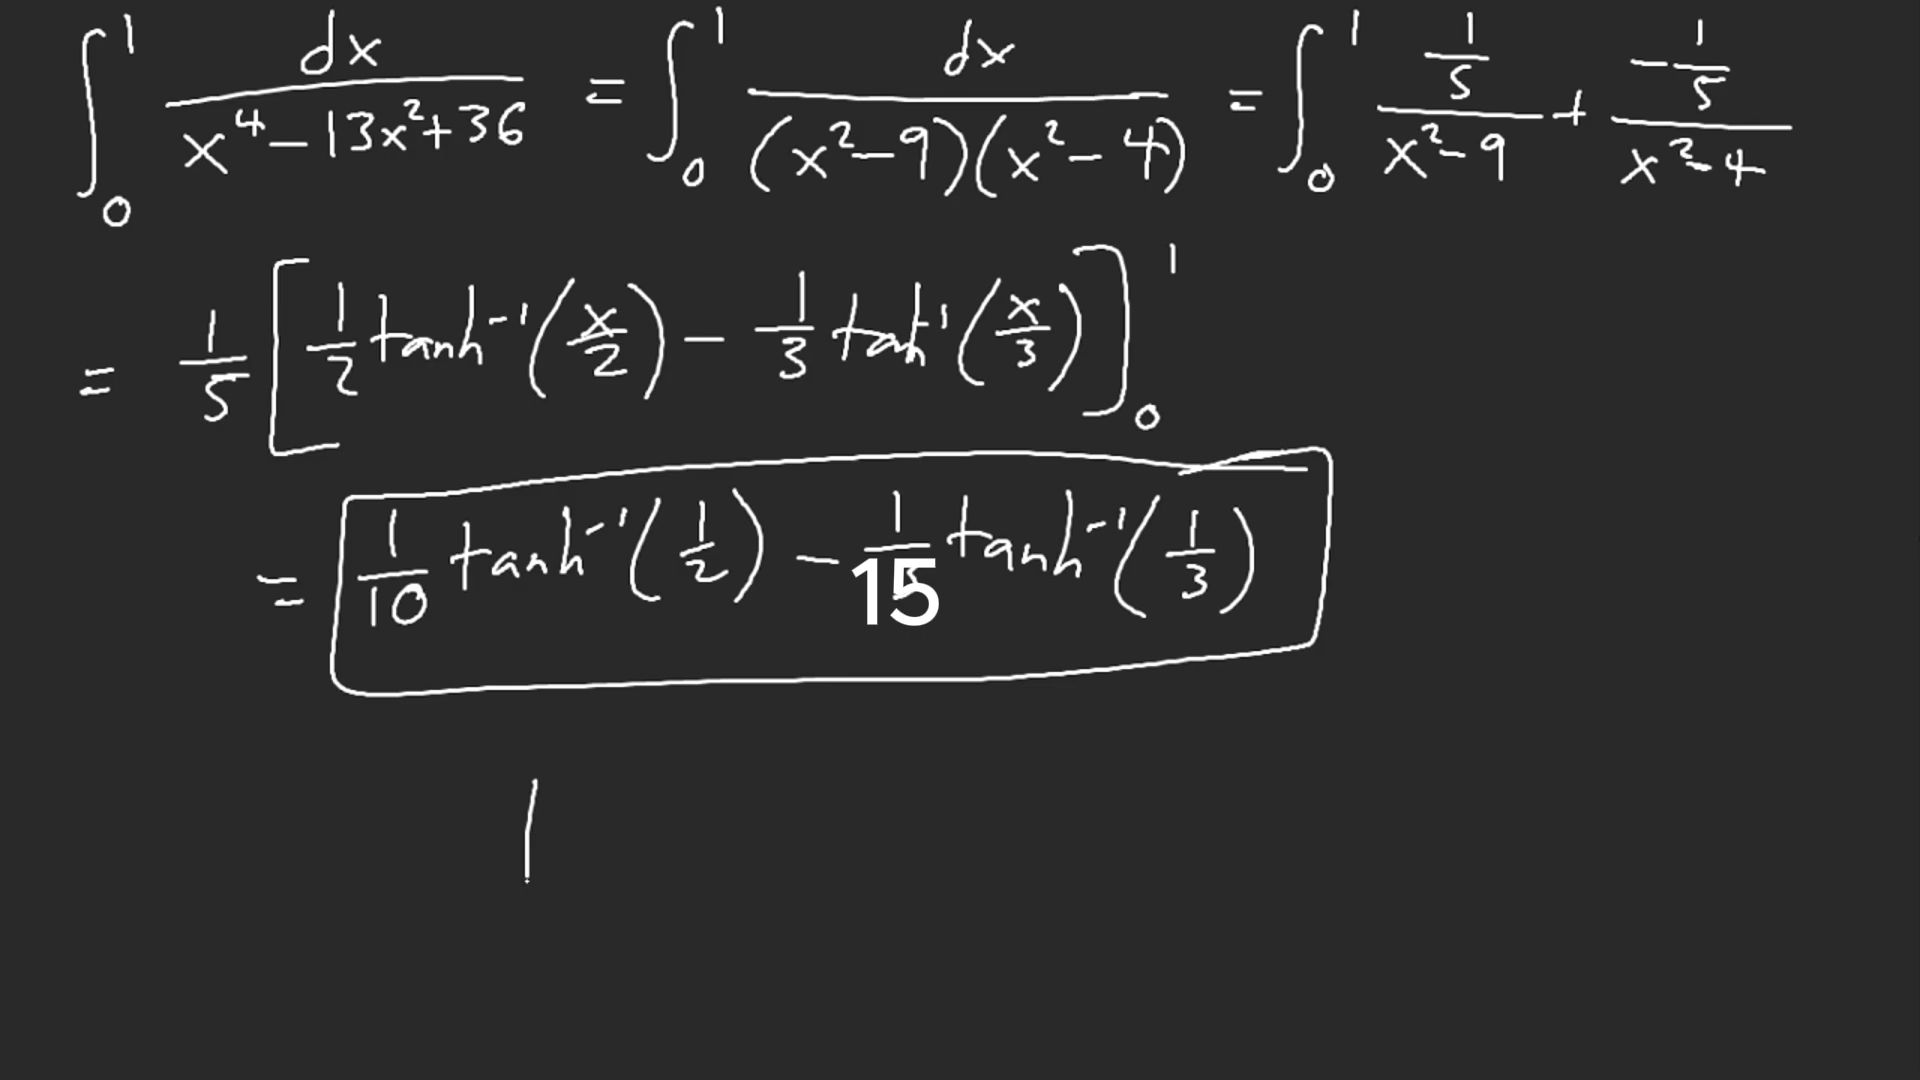 ∫₀¹ dx/(x⁴-13x²+36) = ∫₀¹ dx/((x²-9)(x²-4)) = ∫₀¹ (1/5)/(x²-9) + (-1/5)/(x²-4)
= 1/5 [1/2 tanh⁻¹(x/2) - 1/3 tah⁻¹(x/3)]₀¹
= 1/10 tanh⁻¹(1/2) - 1/15 tanh⁻¹(1/3)